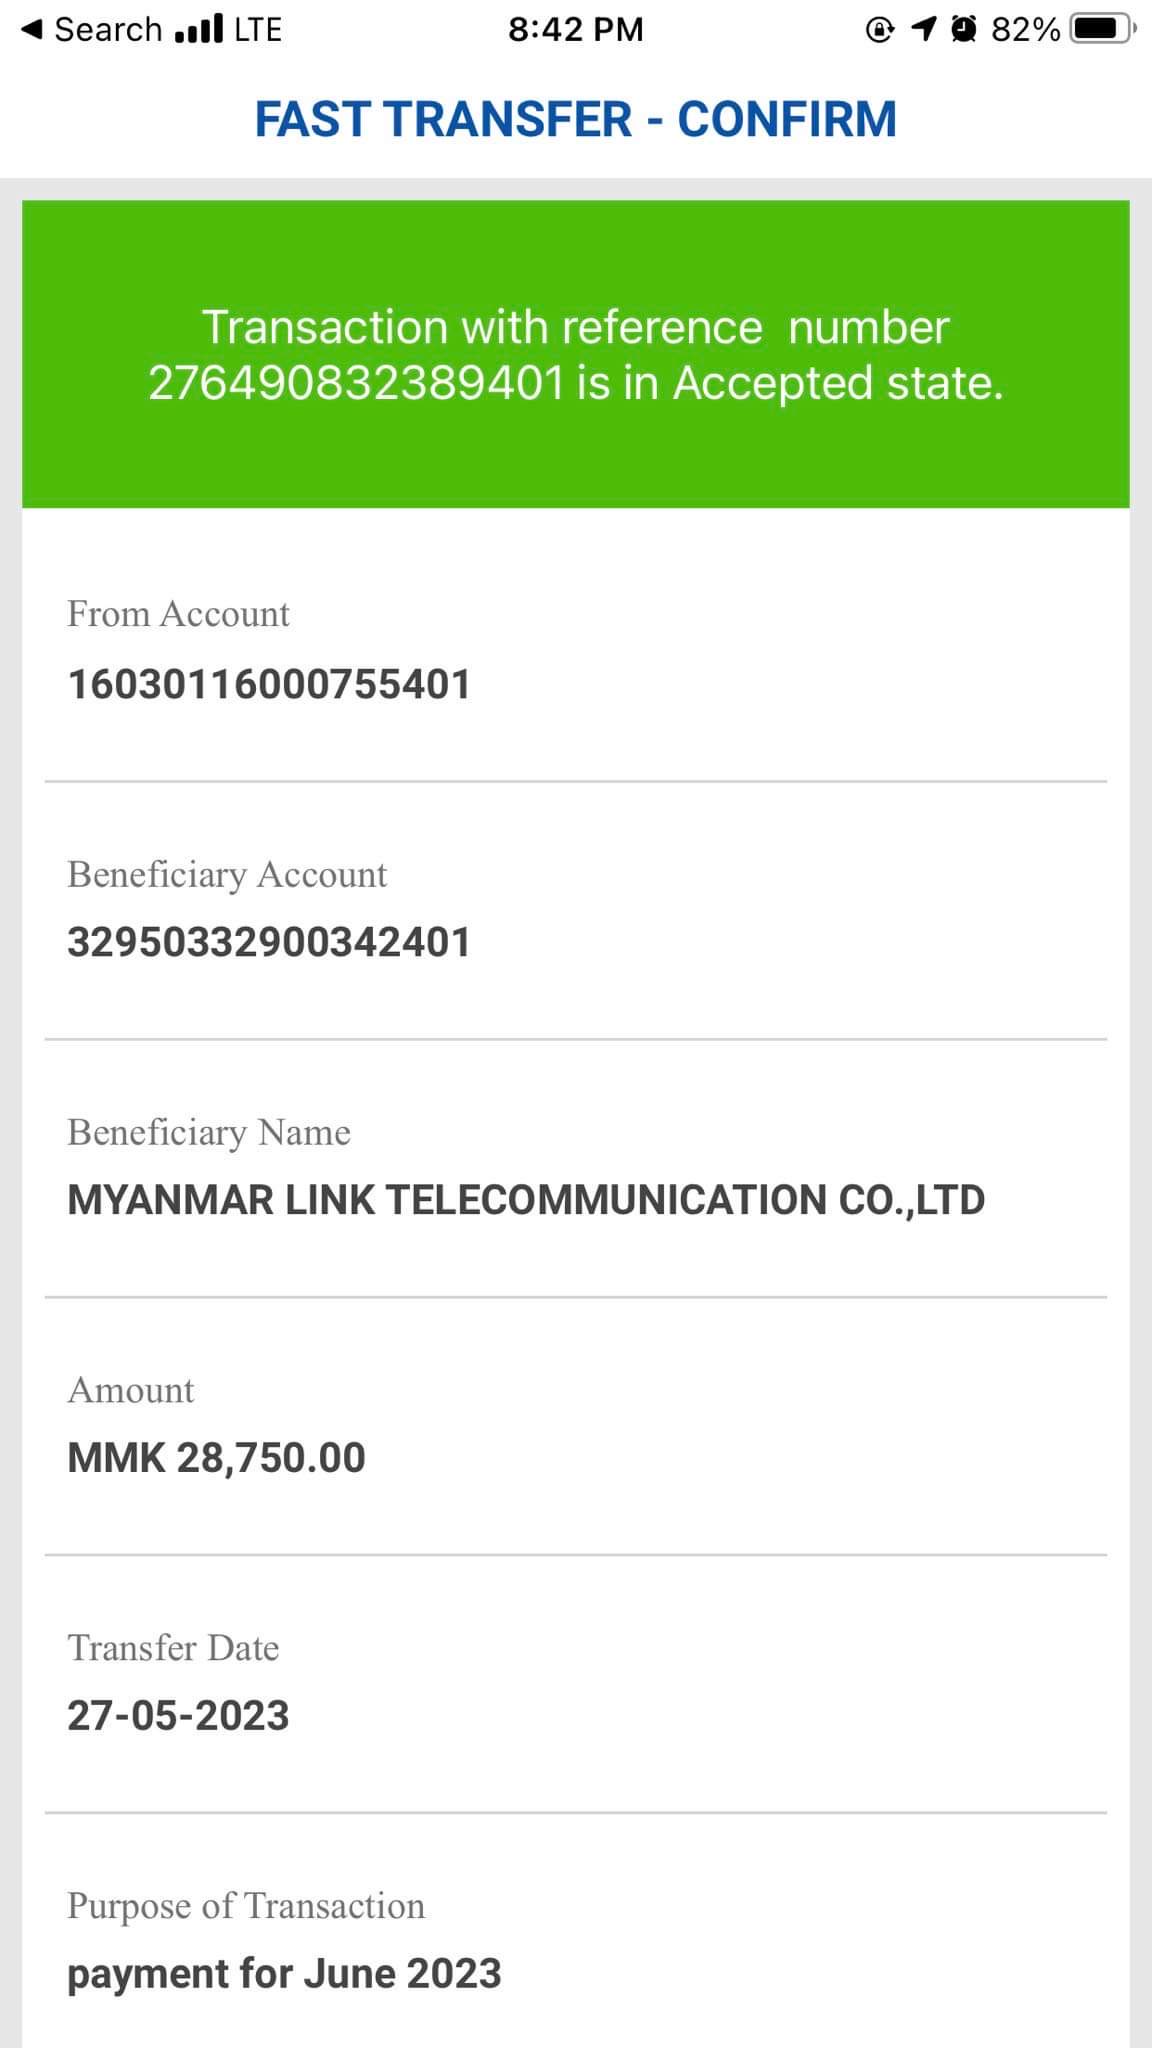 Search LTE 8:42 PM 82%
FAST TRANSFER - CONFIRM
Transaction with reference number
276490832389401 is in Accepted state.
From Account
16030116000755401
Beneficiary Account
32950332900342401
Beneficiary Name
MYANMAR LINK TELECOMMUNICATION CO.,LTD
Amount
MMK 28,750.00
Transfer Date
27-05-2023
Purpose of Transaction
payment for June 2023